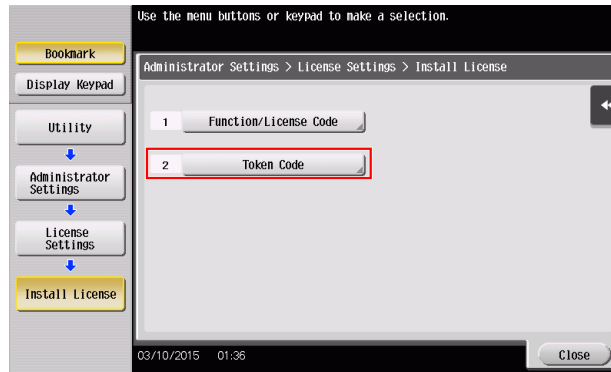 Use the menu buttons or keypad to make a selection.
Bookmark
Display Keypad
Utility
Administrator
Settings
License
Settings
Install License
Administrator Settings > License Settings > Install License
1 Function/License Code
2 Token Code
03/10/2015 01:36
Close